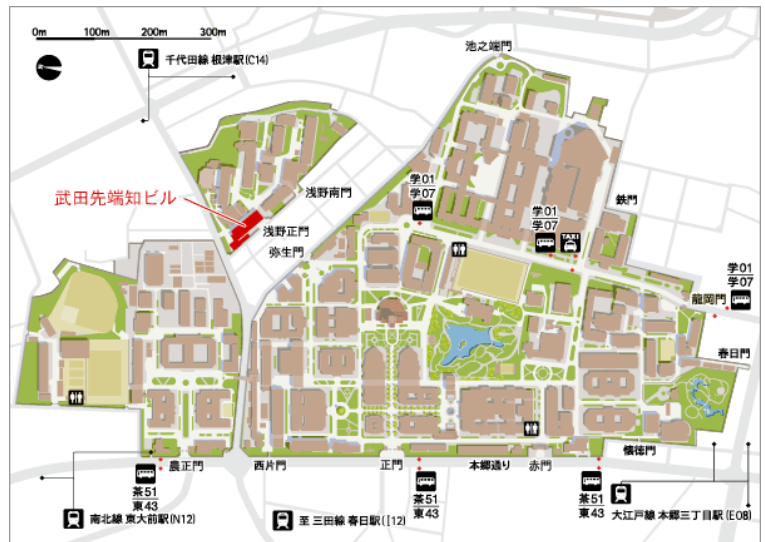 0m 100m 200m 300m
千代田線 根津駅(C14)
池之端門
武田先端知ビル
浅野南門
浅野正門
弥生門
学01
学07
学01
学07
TAXI
鉄門
学01
学07
龍岡門
春日門
農正門
西片門
正門
本郷通り
赤門
懐徳門
茶51
東43
茶51
東43
茶51
東43
南北線 東大前駅(N12)
至 三田線 春日駅(I12)
大江戸線 本郷三丁目駅(E08)